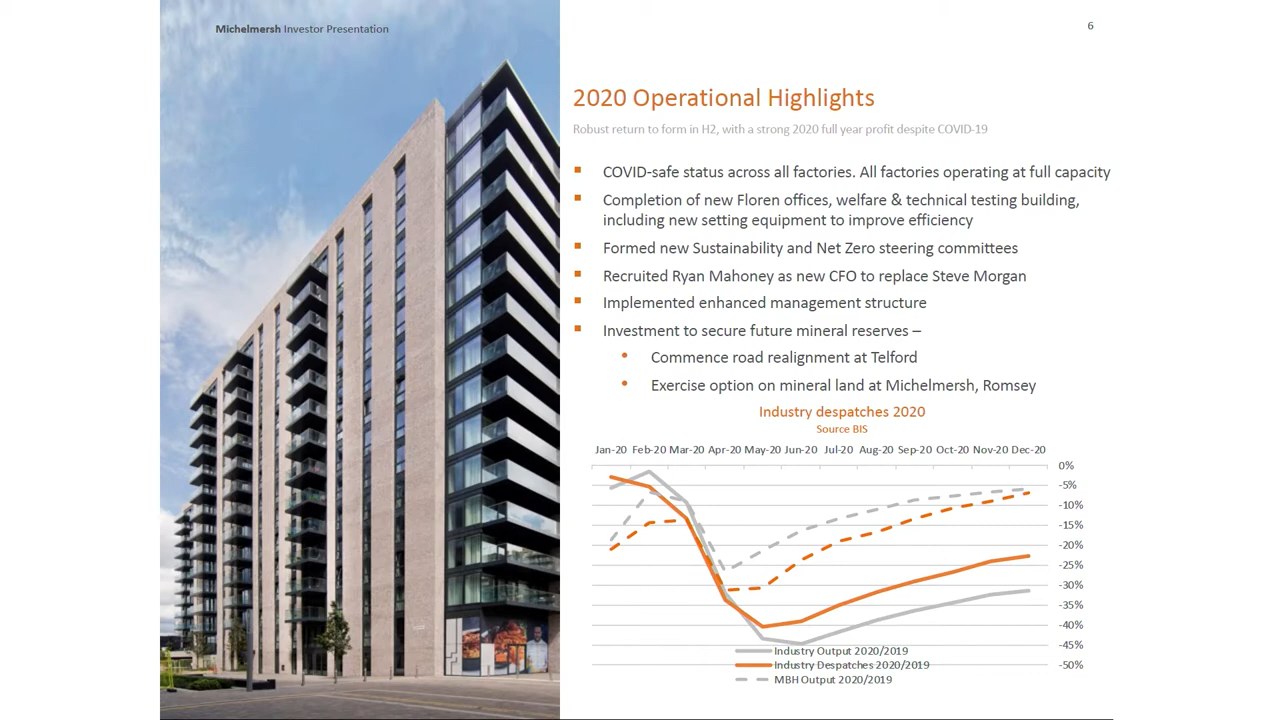 Michelmersh Investor Presentation
6
2020 Operational Highlights
Robust return to form in H2, with a strong 2020 full year profit despite COVID-19
COVID-safe status across all factories. All factories operating at full capacity
Completion of new Floren offices, welfare & technical testing building,
including new setting equipment to improve efficiency
Formed new Sustainability and Net Zero steering committees
Recruited Ryan Mahoney as new CFO to replace Steve Morgan
Implemented enhanced management structure
Investment to secure future mineral reserves –
Commence road realignment at Telford
Exercise option on mineral land at Michelmersh, Romsey
Industry despatches 2020
Source BIS
Jan-20 Feb-20 Mar-20 Apr-20 May-20 Jun-20 Jul-20 Aug-20 Sep-20 Oct-20 Nov-20 Dec-20
0%
-5%
-10%
-15%
-20%
-25%
-30%
-35%
-40%
-45%
-50%
Industry Output 2020/2019
Industry Despatches 2020/2019
MBH Output 2020/2019